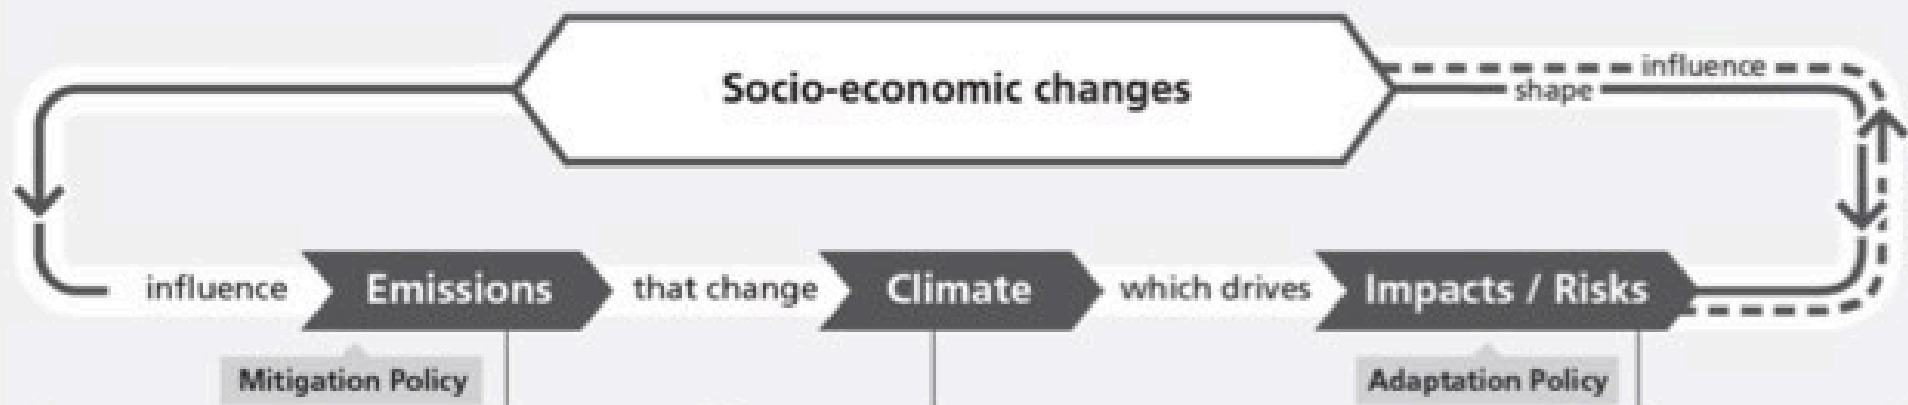 Socio-economic changes
influence
shape
influence
Emissions
that change
Climate
which drives
Impacts / Risks
Mitigation Policy
Adaptation Policy